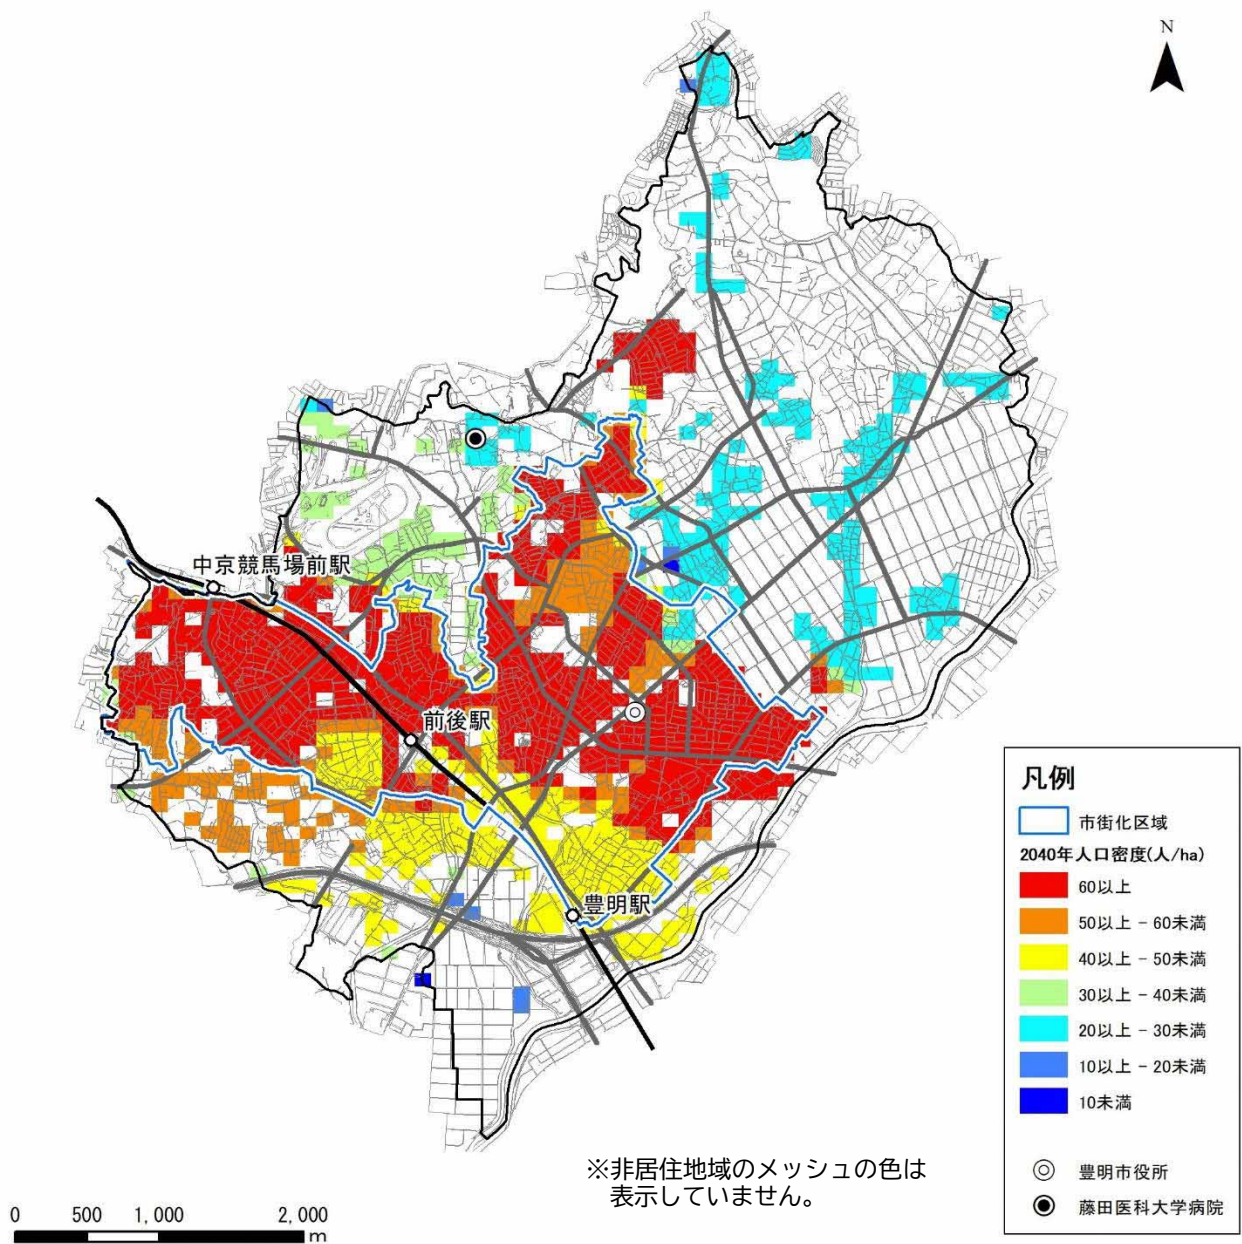 N
中京競馬場前駅
前後駅
豊明駅
凡例
市街化区域
2040年人口密度(人/ha)
60以上
50以上 - 60未満
40以上 - 50未満
30以上 - 40未満
20以上 - 30未満
10以上 - 20未満
10未満
豊明市役所
藤田医科大学病院
※非居住地域のメッシュの色は
表示していません。
0 500 1,000 2,000
m